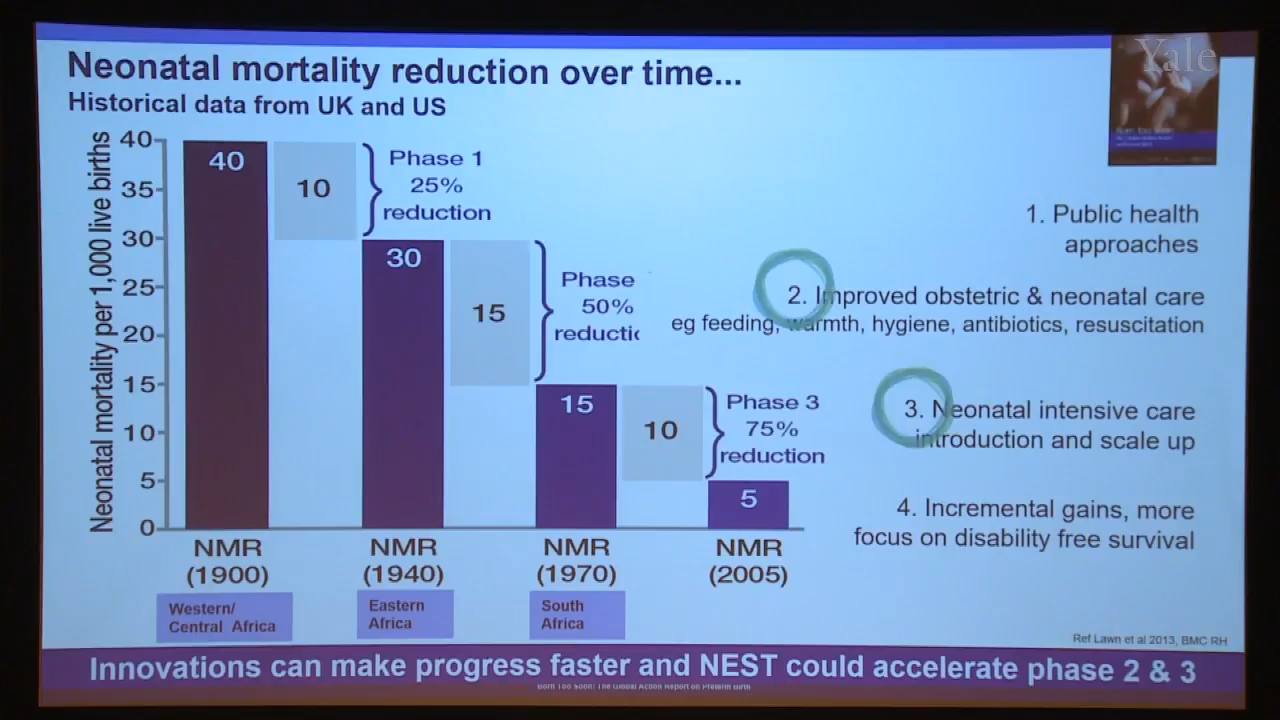 Neonatal mortality reduction over time...
Historical data from UK and US
Yale
Neonatal mortality per 1,000 live births
40
35
30
25
20
15
10
5
0
40
10
Phase 1
25%
reduction
30
15
Phase
50%
reductic
15
10
Phase 3
75%
reduction
5
NMR
(1900)
NMR
(1940)
NMR
(1970)
NMR
(2005)
Western/
Central Africa
Eastern
Africa
South
Africa
1. Public health
approaches
2. Improved obstetric & neonatal care
eg feeding, warmth, hygiene, antibiotics, resuscitation
3. Neonatal intensive care
introduction and scale up
4. Incremental gains, more
focus on disability free survival
Ref Lawn et al 2013, BMC RH
Innovations can make progress faster and NEST could accelerate phase 2 & 3
Born Too Soon: The Global Action Report on Preterm Birth
Born too soon